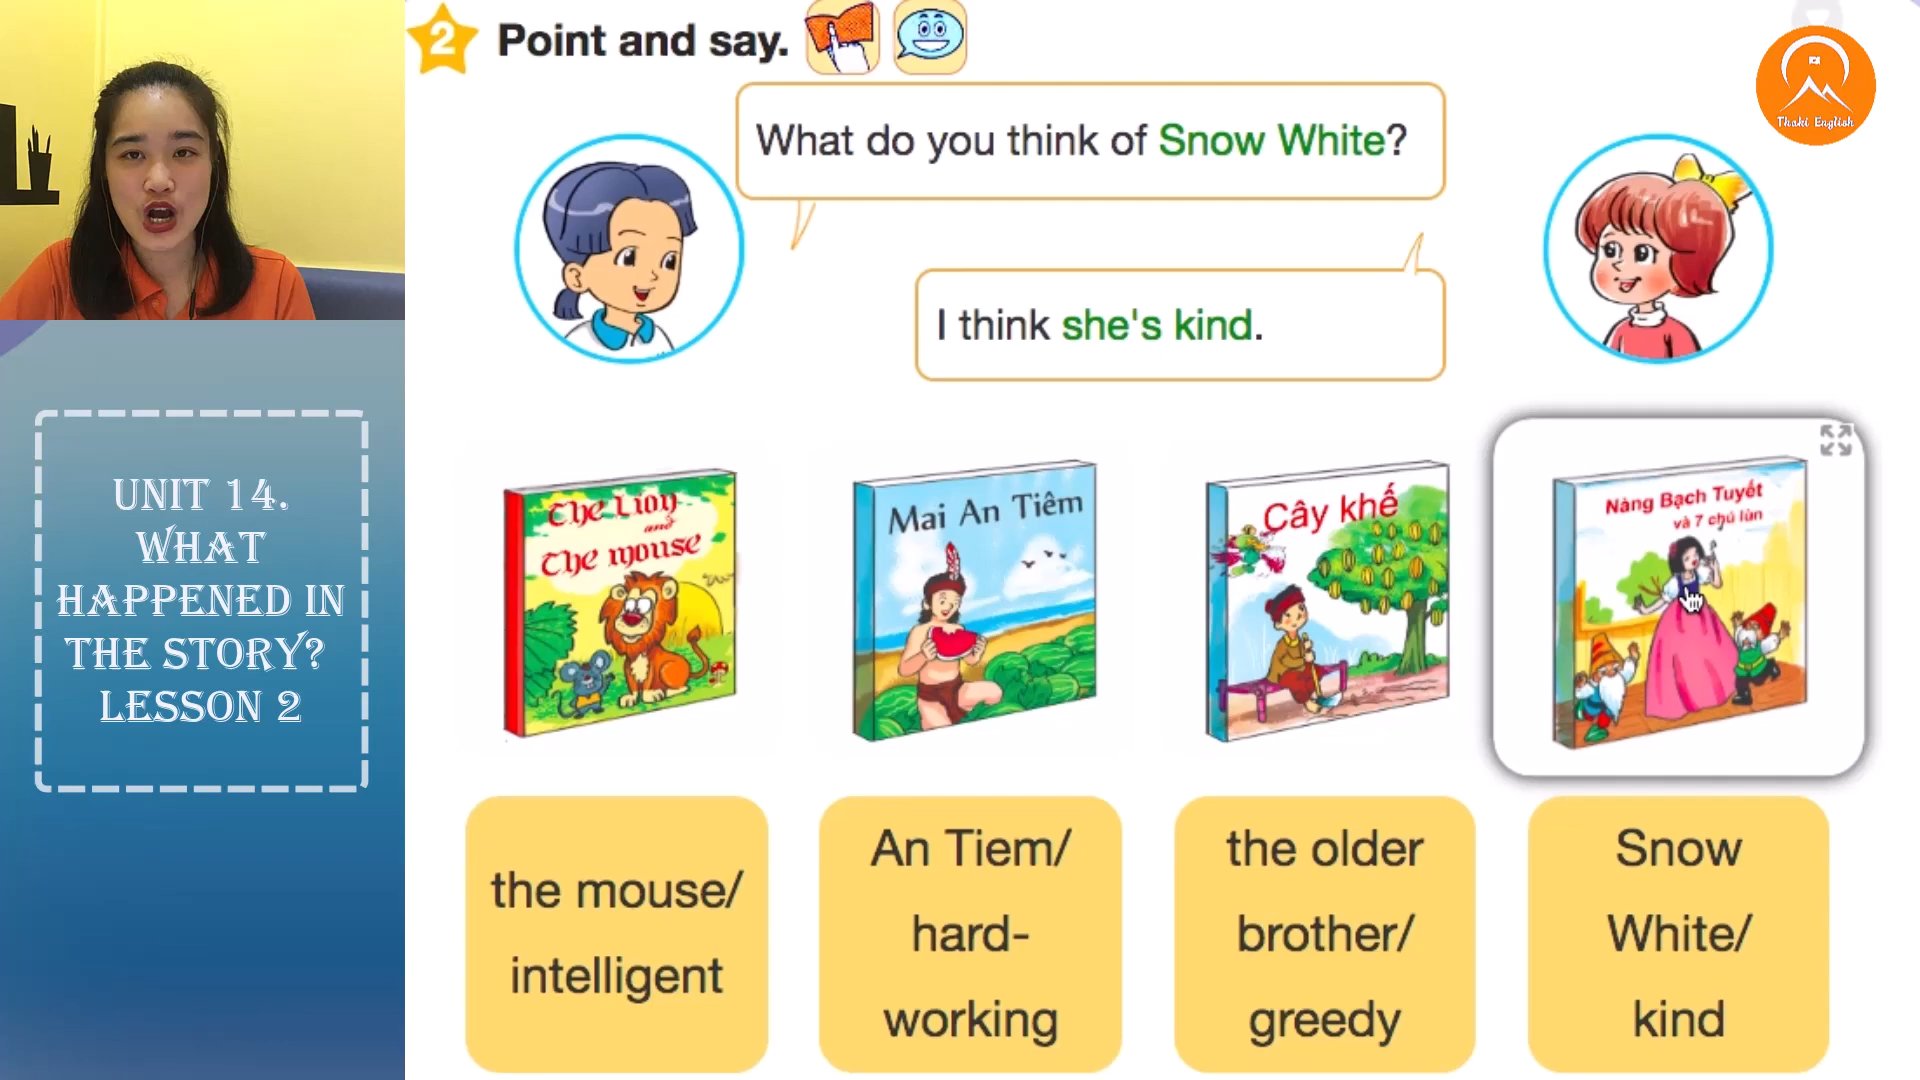 2 Point and say.
Thaki English
What do you think of Snow White?
I think she's kind.
UNIT 14.
WHAT
HAPPENED IN
THE STORY?
LESSON 2
The Lion
and
The mouse
Mai An Tiêm
Cây khế
Nàng Bạch Tuyết
và 7 chú lùn
the mouse/
intelligent
An Tiem/
hard-
working
the older
brother/
greedy
Snow
White/
kind